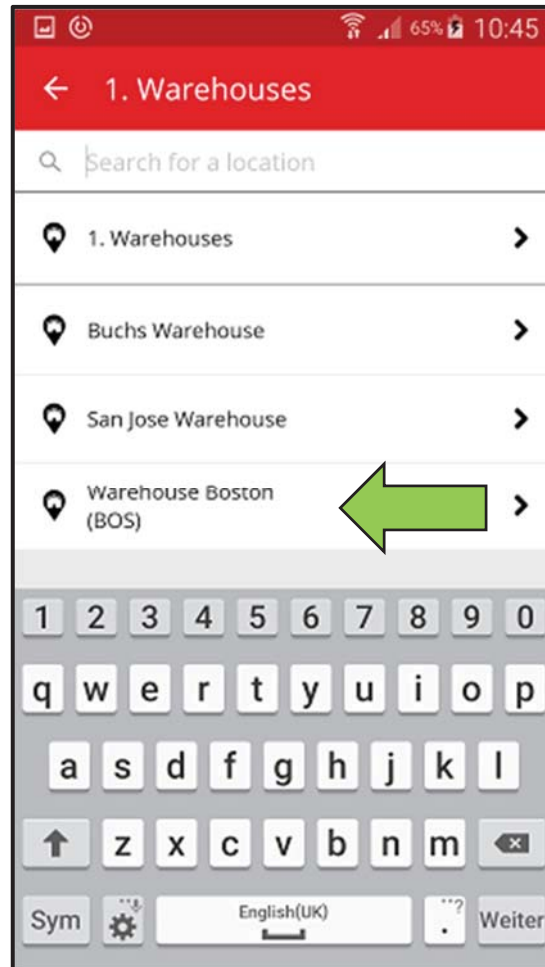 65% 10:45
1. Warehouses
Search for a location
1. Warehouses
Buchs Warehouse
San Jose Warehouse
Warehouse Boston
(BOS)
1 2 3 4 5 6 7 8 9 0
q w e r t y u i o p
a s d f g h j k l
z x c v b n m
Sym English(UK) . ? Weiter